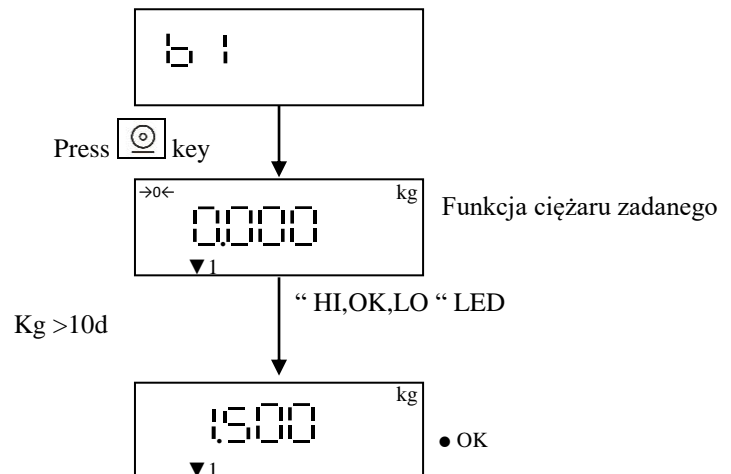 b 1
Press key
→0← kg
0.000
▼1
Funkcja ciężaru zadanego
“ HI,OK,LO “ LED
Kg >10d
kg
1.500
▼1
● OK